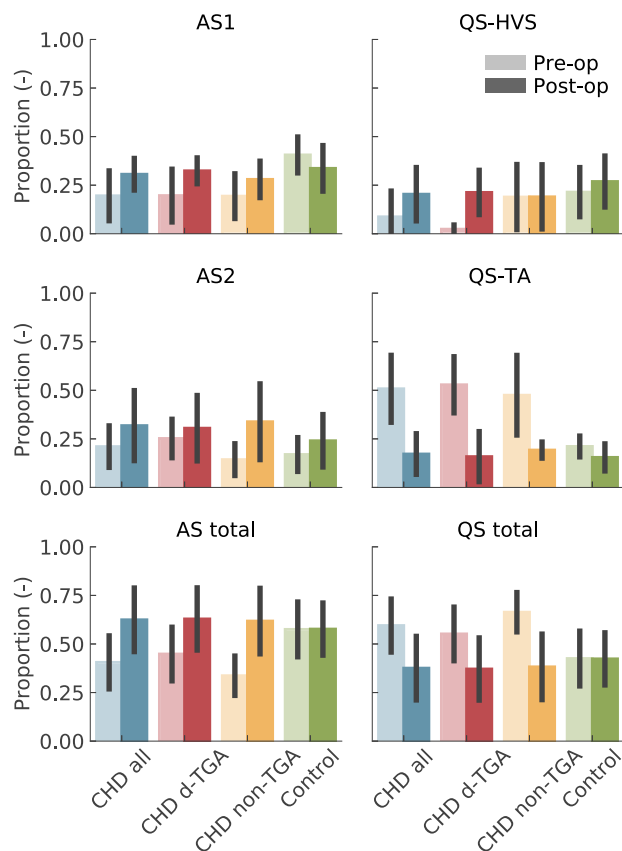 AS1
QS-HVS
Proportion (-)
1.00
0.75
0.50
0.25
0.00
Pre-op
Post-op
AS2
QS-TA
Proportion (-)
1.00
0.75
0.50
0.25
0.00
AS total
QS total
Proportion (-)
1.00
0.75
0.50
0.25
0.00
CHD all
CHD d-TGA
CHD non-TGA
Control
CHD all
CHD d-TGA
CHD non-TGA
Control